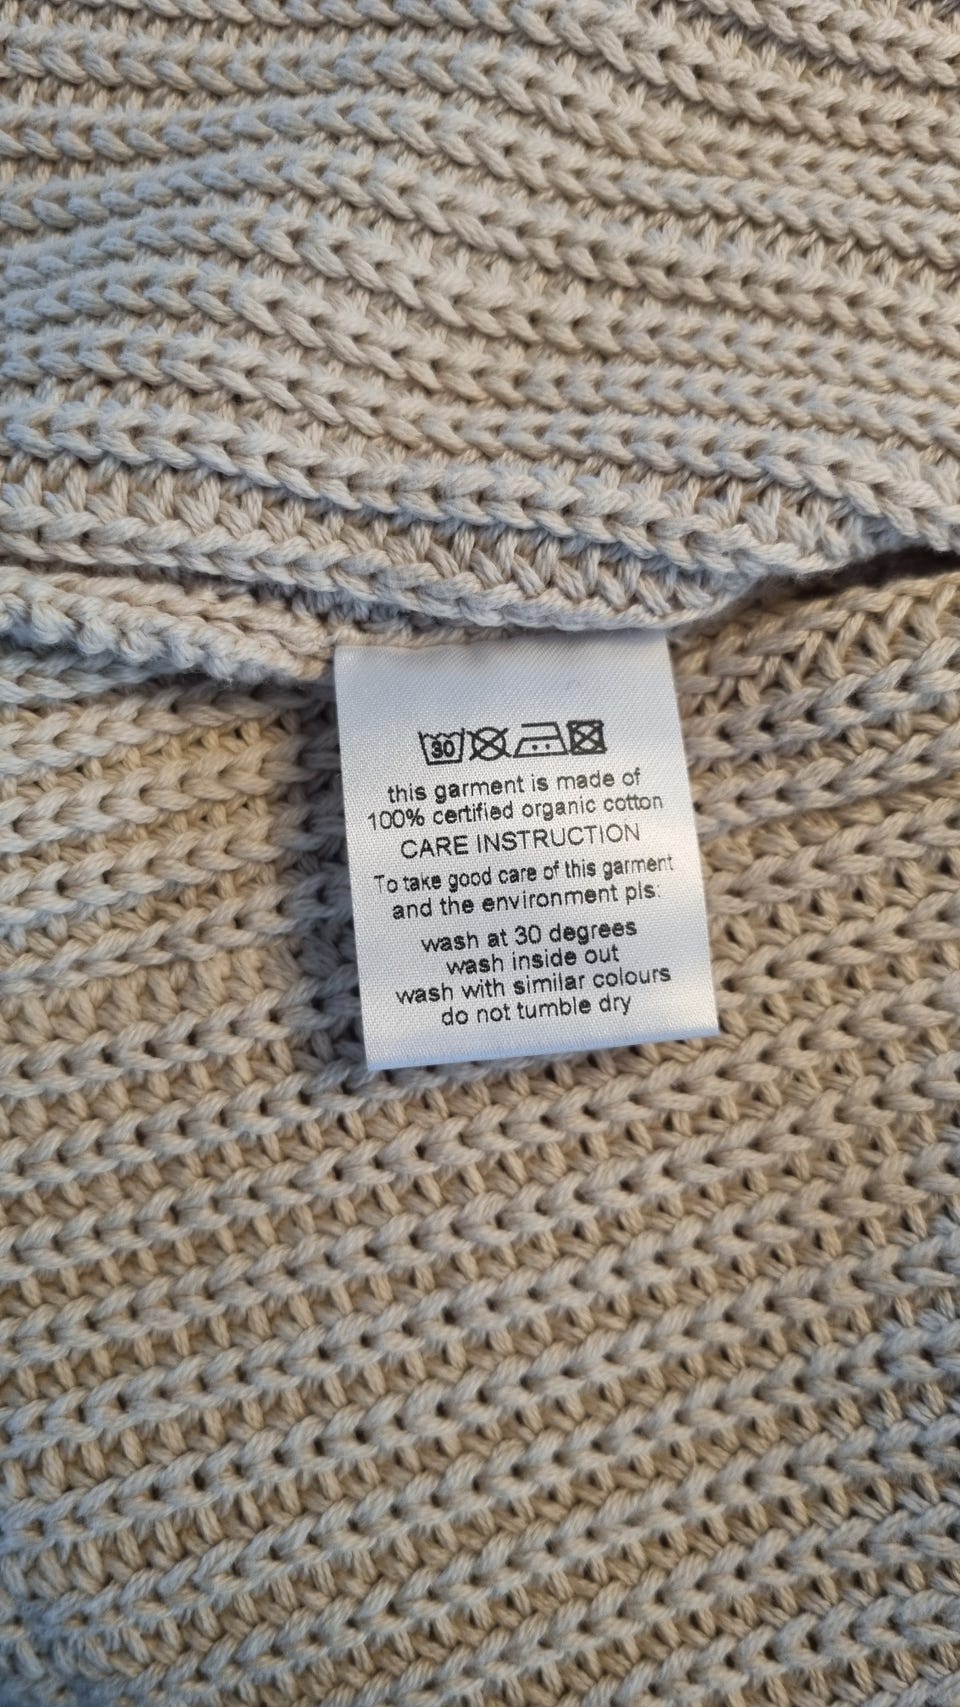 30
this garment is made of
100% certified organic cotton
CARE INSTRUCTION
To take good care of this garment
and the environment pls:
wash at 30 degrees
wash inside out
wash with similar colours
do not tumble dry